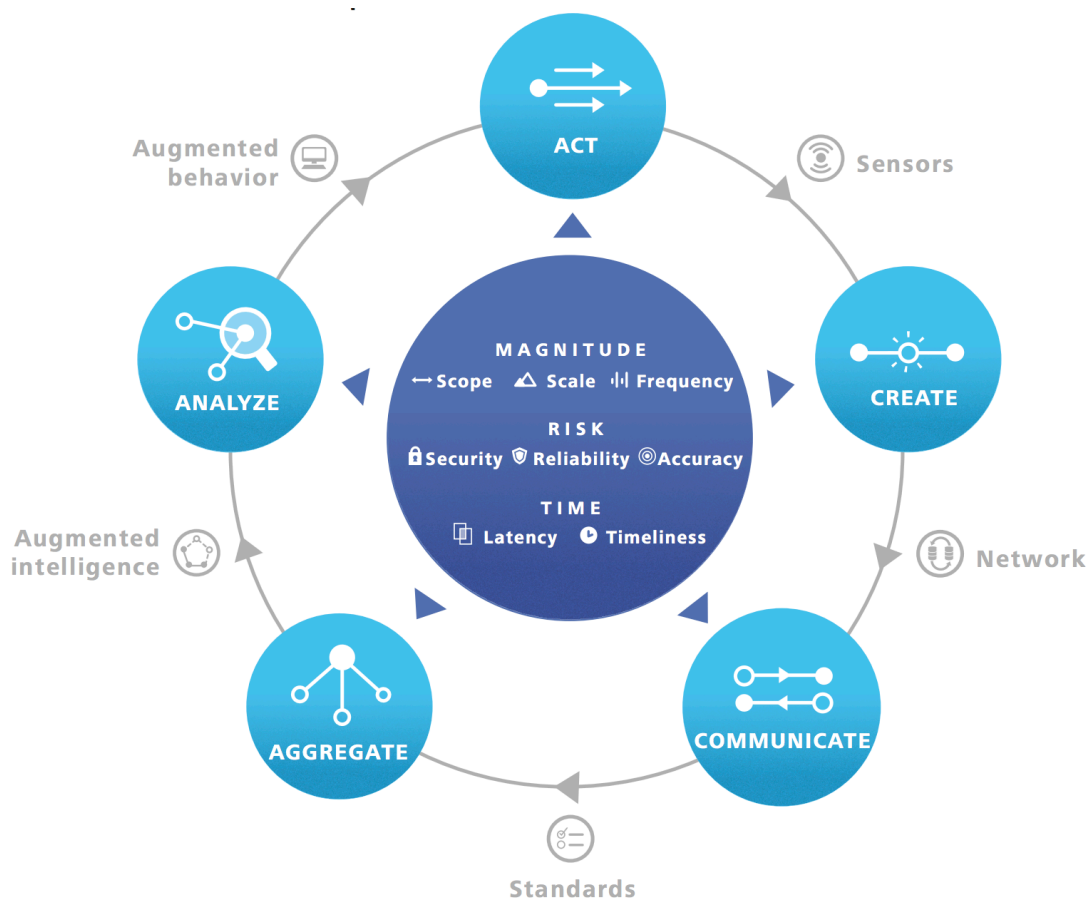 ACT
Augmented
behavior
Sensors
ANALYZE
CREATE
MAGNITUDE
Scope Scale Frequency
RISK
Security Reliability Accuracy
TIME
Latency Timeliness
Augmented
intelligence
Network
AGGREGATE
COMMUNICATE
Standards